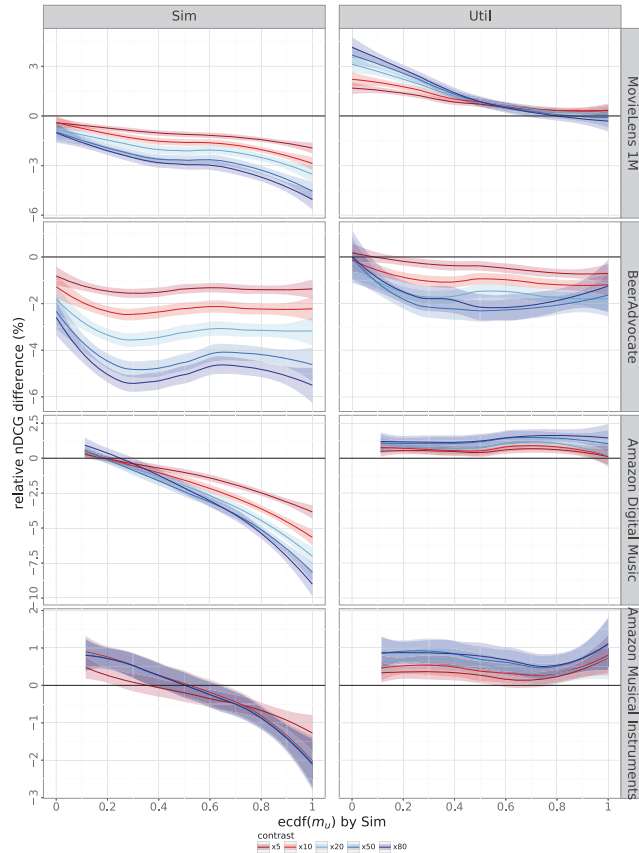 Sim
Util
3
0
-3
-6
MovieLens 1M
0
-2
-4
-6
BeerAdvocate
2.5
0
-2.5
-5
-7.5
-10
Amazon Digital Music
2
1
0
-1
-2
-3
Amazon Musical Instruments
relative nDCG difference (%)
0 0.2 0.4 0.6 0.8 1
0 0.2 0.4 0.6 0.8 1
ecdf(m_u) by Sim
contrast
x5 x10 x20 x50 x80